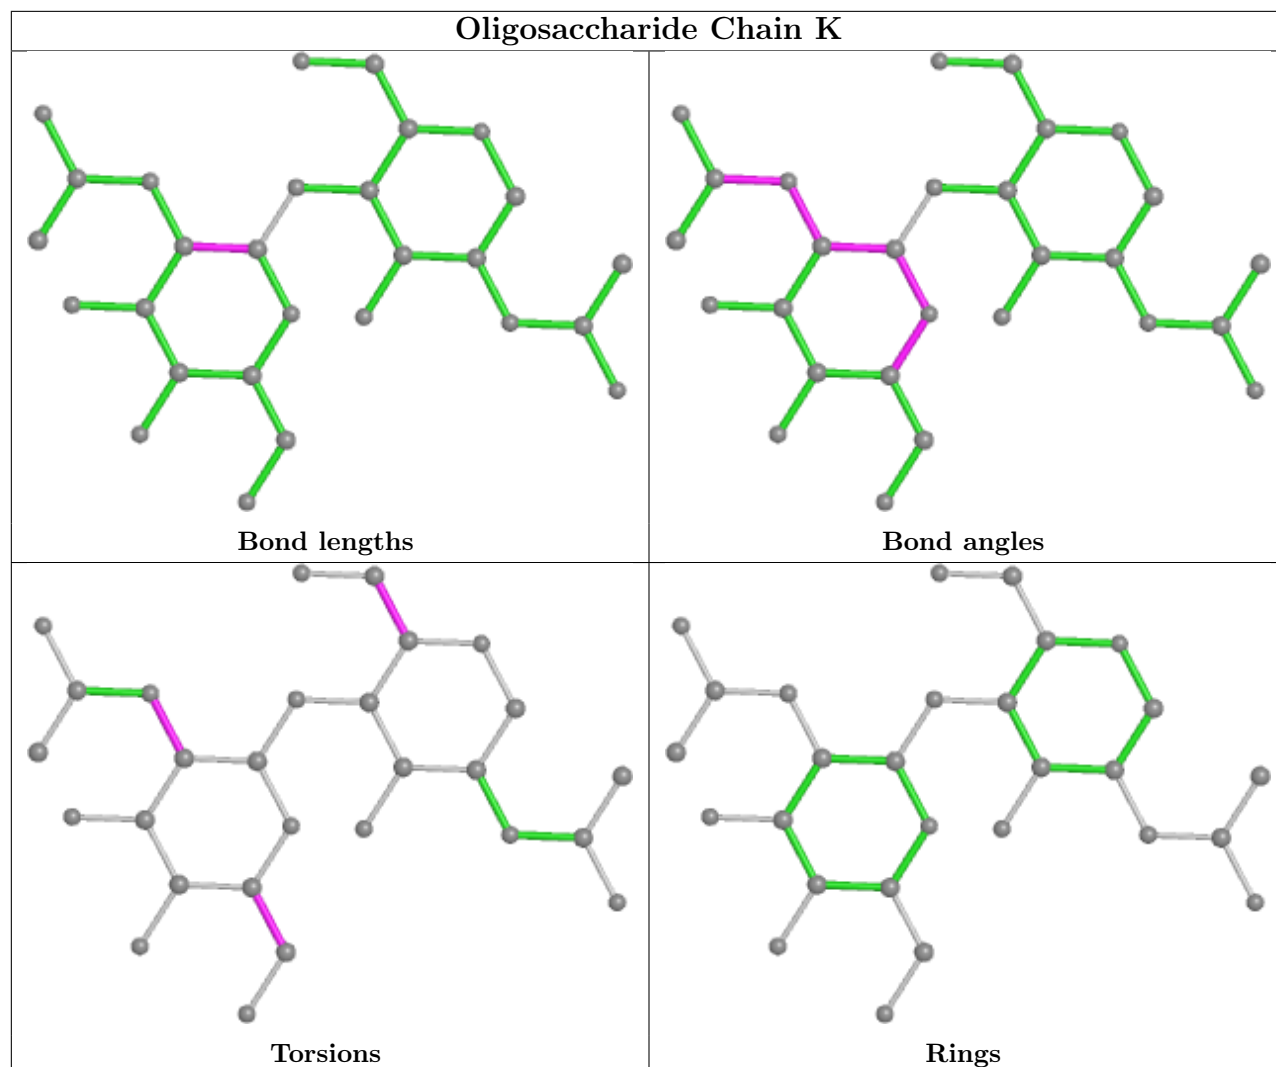 Oligosaccharide Chain K
Bond lengths
Bond angles
Torsions
Rings